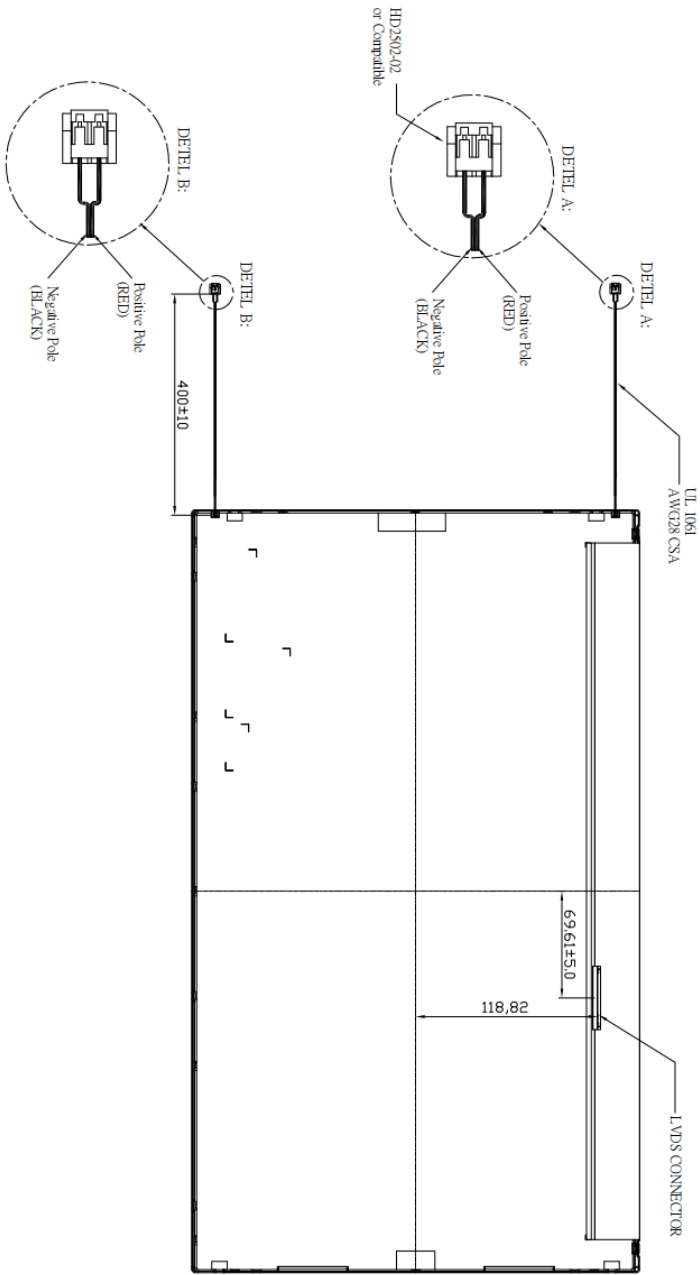 HD2502-02
or Compatible
DETEL A:
Positive Pole
(RED)
Negative Pole
(BLACK)
DETEL A:
UL 1061
AWG28 CSA
DETEL B:
Positive Pole
(RED)
Negative Pole
(BLACK)
DETEL B:
400±10
69.61±5.0
118,82
LVDS CONNECTOR